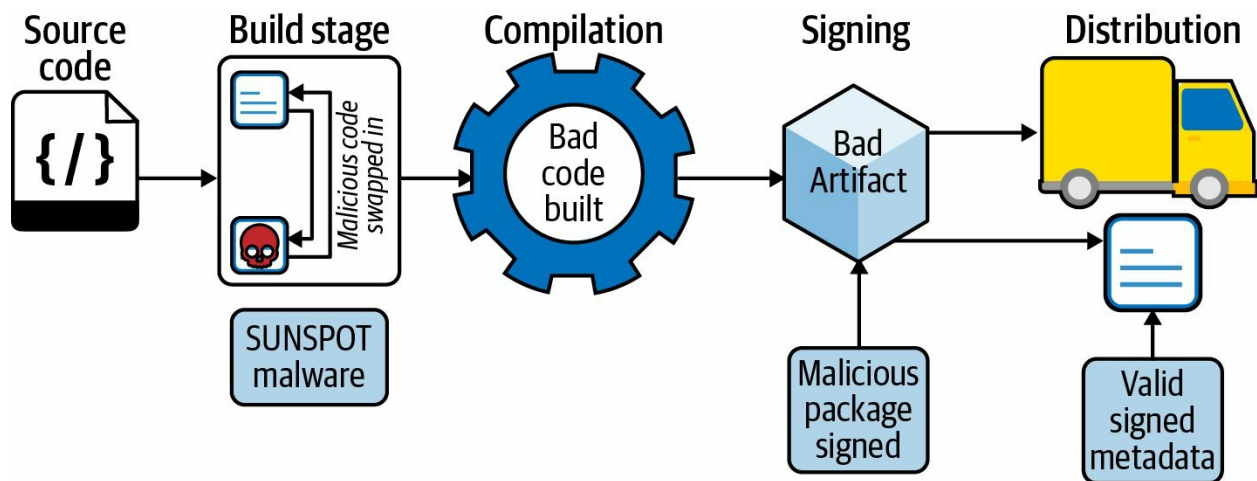 Source
code
Build stage
Compilation
Signing
Distribution
{/}
Malicious code
swapped in
Bad
code
built
Bad
Artifact
SUNSPOT
malware
Malicious
package
signed
Valid
signed
metadata